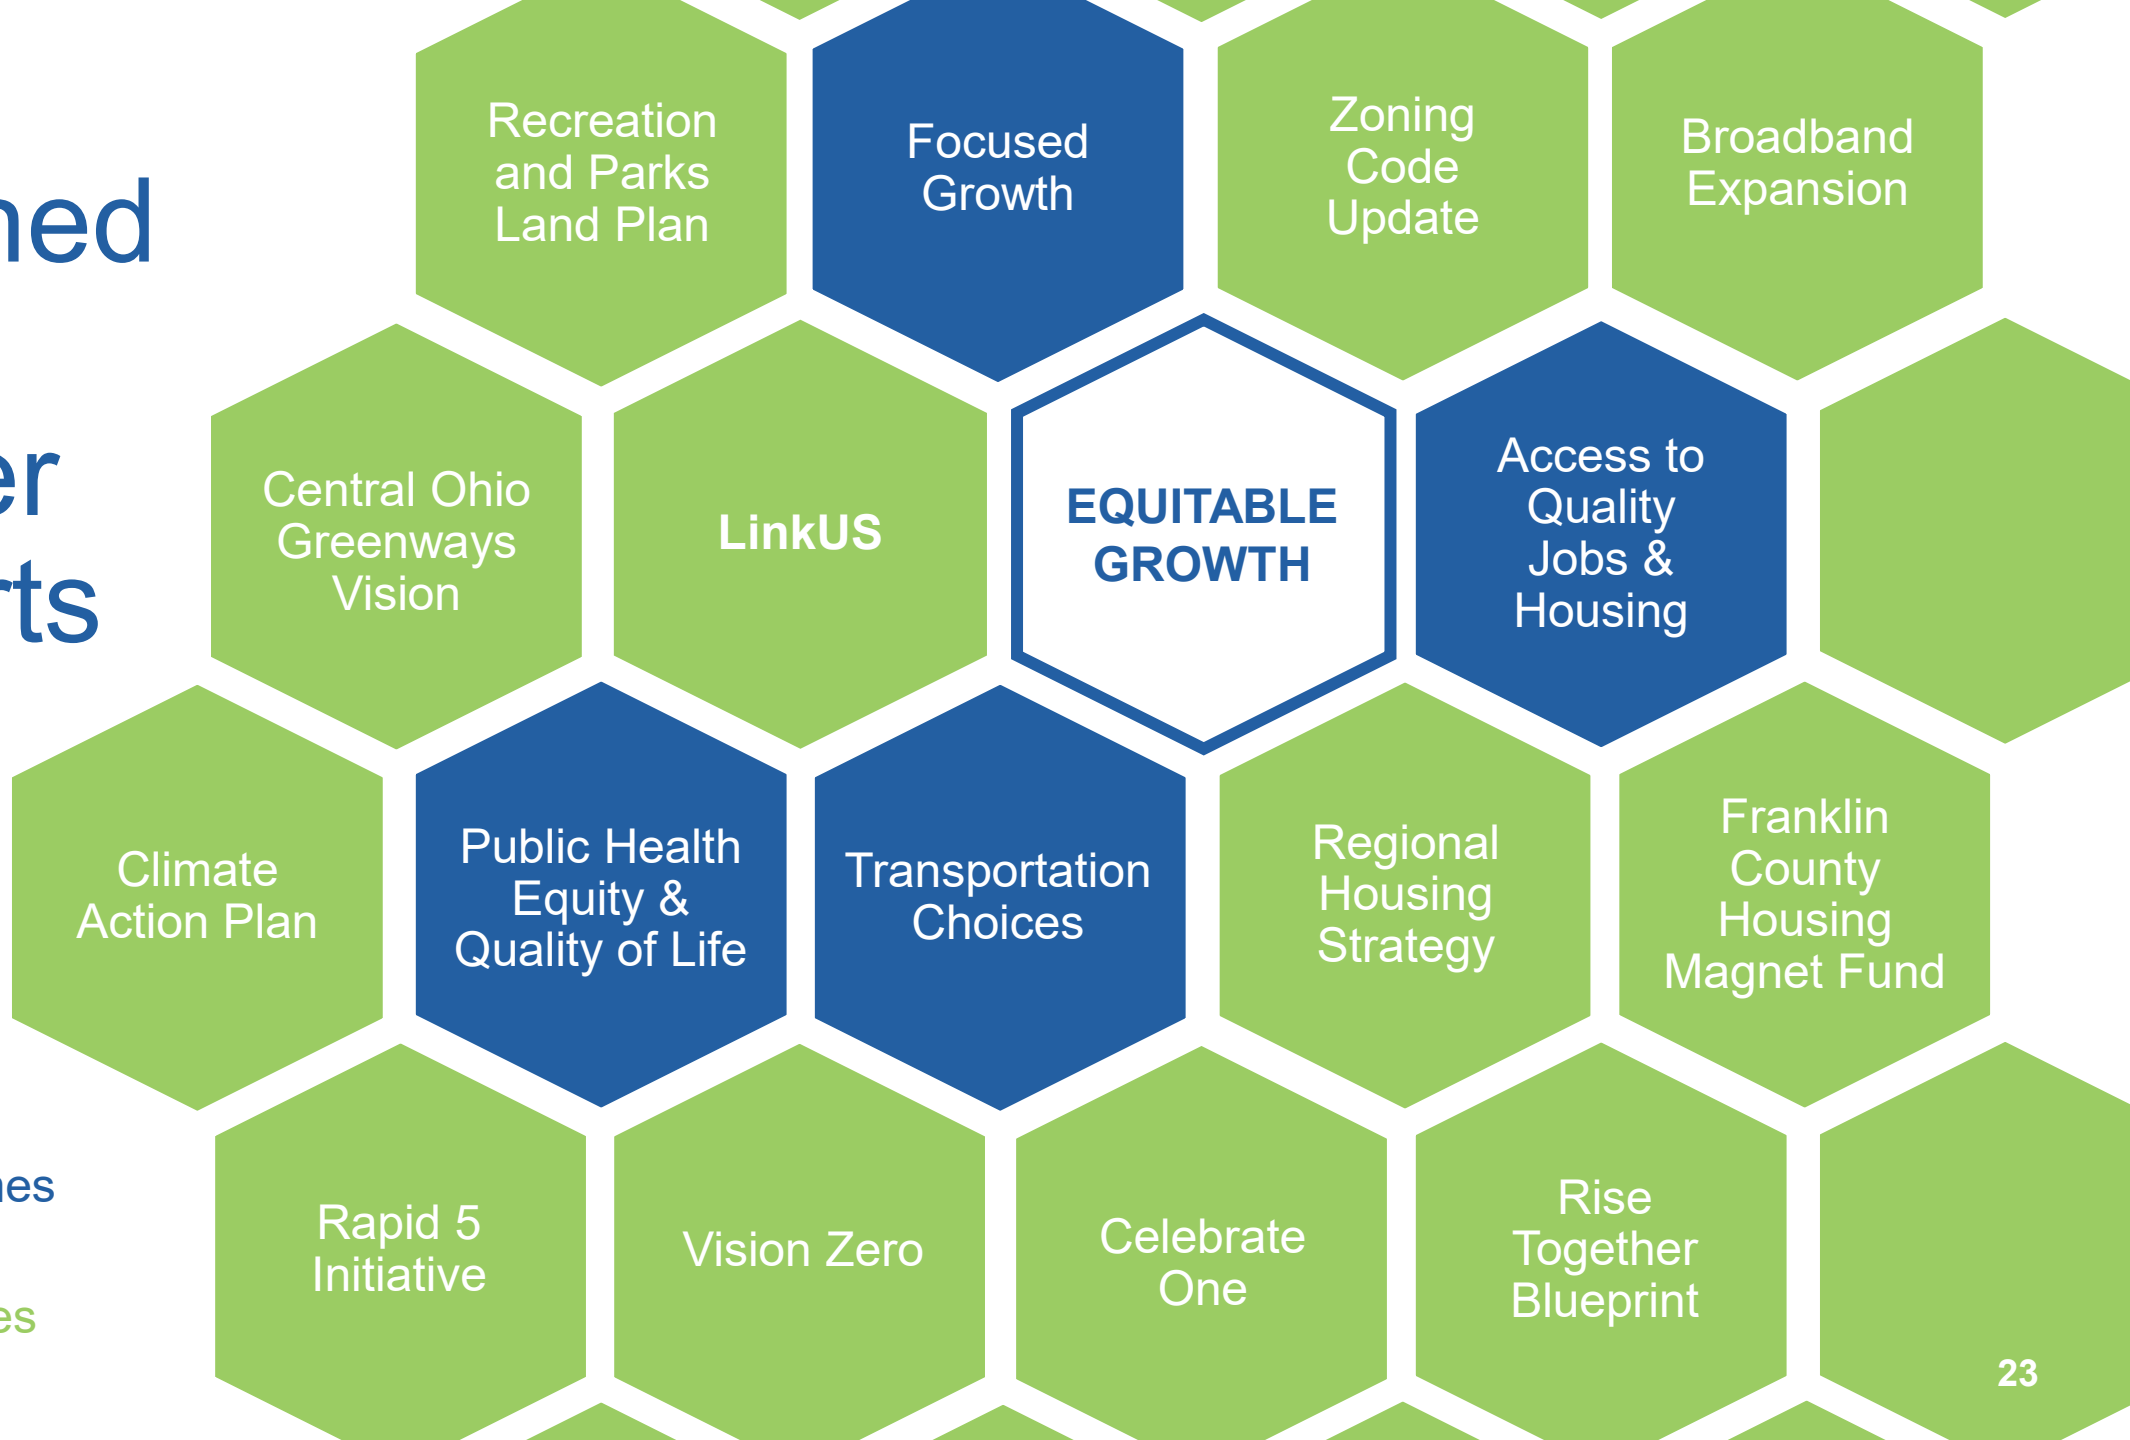 ned
er
rts
Recreation
and Parks
Land Plan
Focused
Growth
Zoning
Code
Update
Broadband
Expansion
Central Ohio
Greenways
Vision
LinkUS
EQUITABLE
GROWTH
Access to
Quality
Jobs &
Housing
Climate
Action Plan
Public Health
Equity &
Quality of Life
Transportation
Choices
Regional
Housing
Strategy
Franklin
County
Housing
Magnet Fund
mes
es
Rapid 5
Initiative
Vision Zero
Celebrate
One
Rise
Together
Blueprint
23